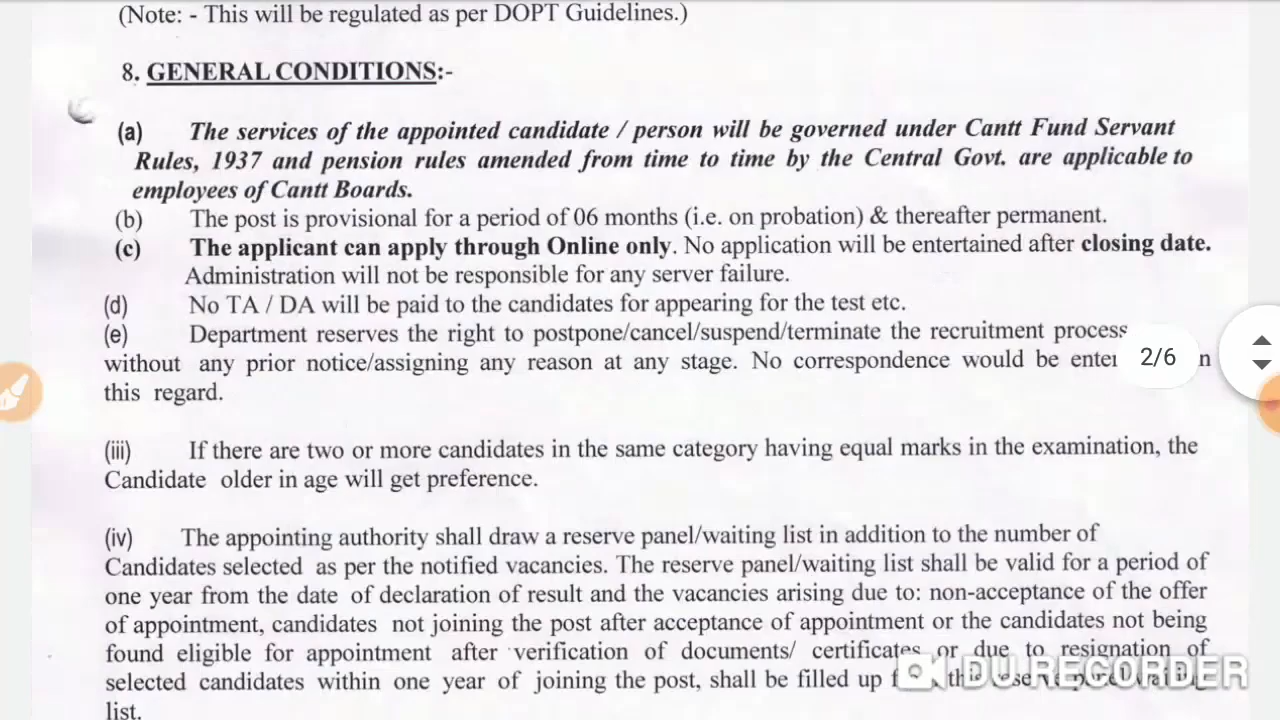 (Note: - This will be regulated as per DOPT Guidelines.)
8. GENERAL CONDITIONS:-
(a) The services of the appointed candidate / person will be governed under Cantt Fund Servant
Rules, 1937 and pension rules amended from time to time by the Central Govt. are applicable to
employees of Cantt Boards.
(b) The post is provisional for a period of 06 months (i.e. on probation) & thereafter permanent.
(c) The applicant can apply through Online only. No application will be entertained after closing date.
Administration will not be responsible for any server failure.
(d) No TA / DA will be paid to the candidates for appearing for the test etc.
(e) Department reserves the right to postpone/cancel/suspend/terminate the recruitment process
without any prior notice/assigning any reason at any stage. No correspondence would be
2/6
this regard.
(iii) If there are two or more candidates in the same category having equal marks in the examination, the
Candidate older in age will get preference.
(iv) The appointing authority shall draw a reserve panel/waiting list in addition to the number of
Candidates selected as per the notified vacancies. The reserve panel/waiting list shall be valid for a period of
one year from the date of declaration of result and the vacancies arising due to: non-acceptance of the offer
of appointment, candidates not joining the post after acceptance of appointment or the candidates not being
found eligible for appointment after verification of documents/ certificates or due to resignation of
selected candidates within one year of joining the post, shall be filled up
DU RECORDER
list.